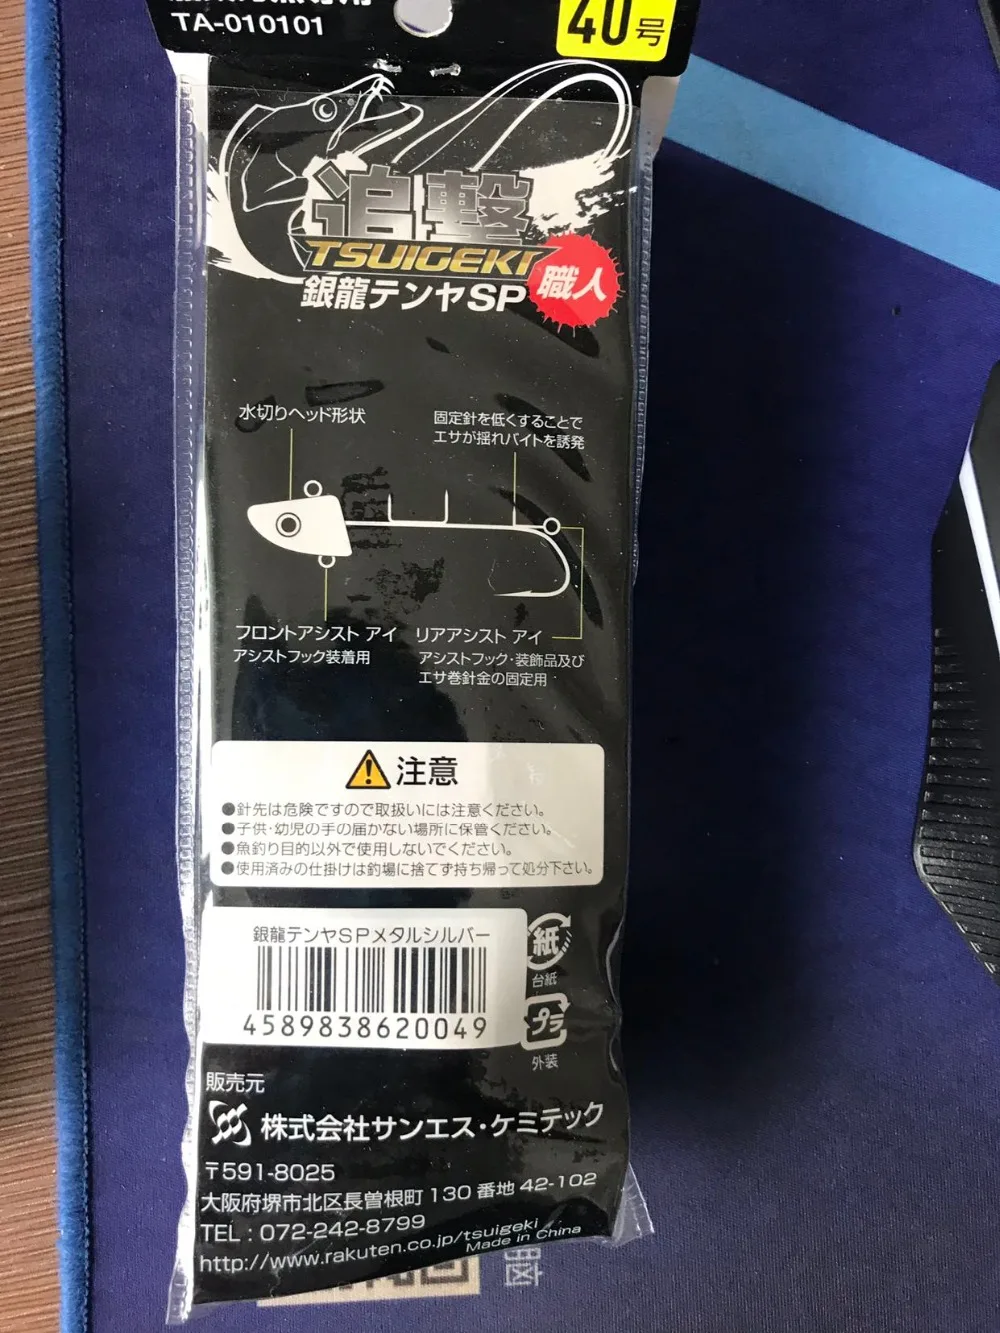 TA-010101
40号
追撃
TSUIGEKI
銀龍テンヤSP
職人
水切りヘッド形状
固定針を低くすることで
エサが揺れバイトを誘発
フロントアシスト アイ
アシストフック装着用
リアアシスト アイ
アシストフック・装飾品及び
エサ巻針金の固定用
注意
●針先は危険ですので取扱いには注意ください。
●子供・幼児の手の届かない場所に保管ください。
●魚釣り目的以外で使用しないでください。
●使用済みの仕掛けは釣場に捨てず持ち帰って処分下さい。
銀龍テンヤSPメタルシルバー
4589838620049
紙
台紙
プラ
外装
販売元
株式会社サンエス・ケミテック
〒591-8025
大阪府堺市北区長曽根町130番地42-102
TEL：072-242-8799
http://www.rakuten.co.jp/tsuigeki
Made in China
脑